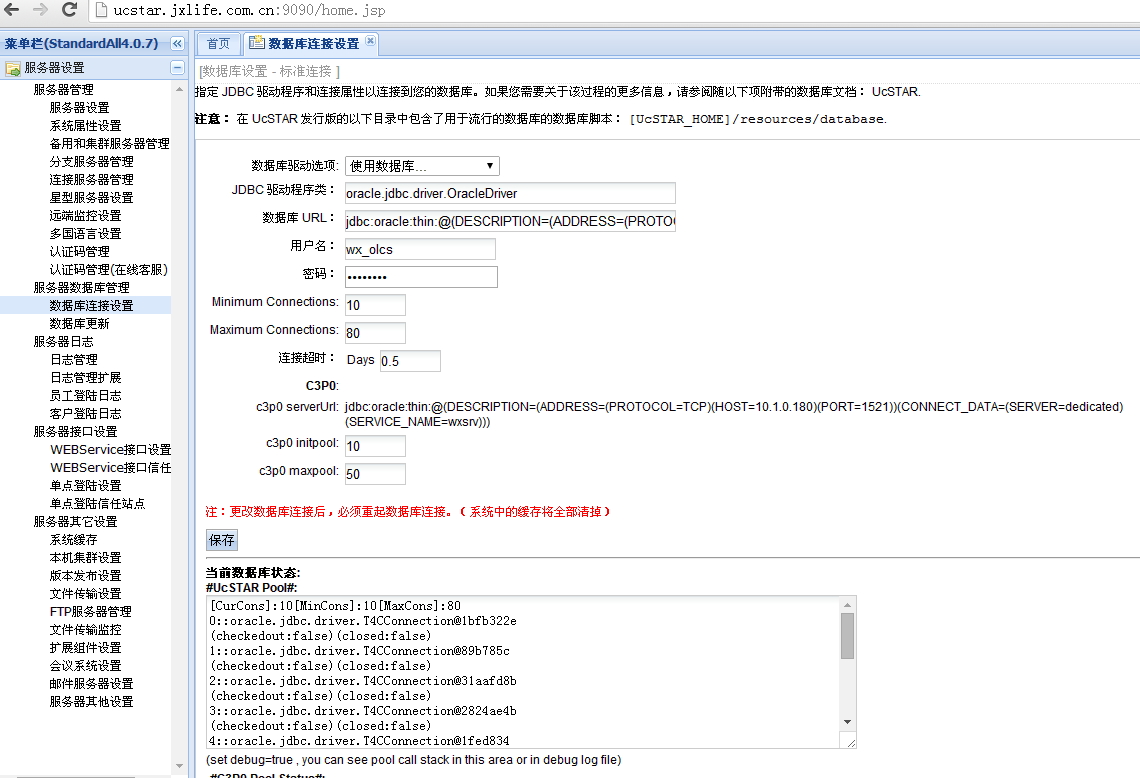 ucstar.jxlife.com.cn:9090/home.jsp
菜单栏(StandardAll4.0.7)
首页
数据库连接设置
服务器设置
服务器管理
服务器设置
系统属性设置
备用和集群服务器管理
分支服务器管理
连接服务器管理
星型服务器设置
远端监控设置
多国语言设置
认证码管理
认证码管理(在线客服)
服务器数据库管理
数据库连接设置
数据库更新
服务器日志
日志管理
日志管理扩展
员工登陆日志
客户登陆日志
服务器接口设置
WEBService接口设置
WEBService接口信任
单点登陆设置
单点登陆信任站点
服务器其它设置
系统缓存
本机集群设置
版本发布设置
文件传输设置
FTP服务器管理
文件传输监控
扩展组件设置
会议系统设置
邮件服务器设置
服务器其他设置
[数据库设置 - 标准连接 ]
指定 JDBC 驱动程序和连接属性以连接到您的数据库。如果您需要关于该过程的更多信息，请参阅随以下项附带的数据库文档： UcSTAR.
注意： 在 UcSTAR 发行版的以下目录中包含了用于流行的数据库的数据库脚本： [UcSTAR_HOME]/resources/database.
数据库驱动选项: 使用数据库...
JDBC 驱动程序类： oracle.jdbc.driver.OracleDriver
数据库 URL： jdbc:oracle:thin:@(DESCRIPTION=(ADDRESS=(PROTO
用户名： wx_olcs
密码： ••••••••
Minimum Connections: 10
Maximum Connections: 80
连接超时： Days 0.5
C3P0:
c3p0 serverUrl: jdbc:oracle:thin:@(DESCRIPTION=(ADDRESS=(PROTOCOL=TCP)(HOST=10.1.0.180)(PORT=1521))(CONNECT_DATA=(SERVER=dedicated)
(SERVICE_NAME=wxsrv)))
c3p0 initpool: 10
c3p0 maxpool: 50
注：更改数据库连接后，必须重起数据库连接。（ 系统中的缓存将全部清掉 ）
保存
当前数据库状态:
#UcSTAR Pool#:
[CurCons]:10[MinCons]:10[MaxCons]:80
0::oracle.jdbc.driver.T4CConnection@1bfb322e
(checkedout:false)(closed:false)
1::oracle.jdbc.driver.T4CConnection@89b785c
(checkedout:false)(closed:false)
2::oracle.jdbc.driver.T4CConnection@31aafd8b
(checkedout:false)(closed:false)
3::oracle.jdbc.driver.T4CConnection@2824ae4b
(checkedout:false)(closed:false)
4::oracle.jdbc.driver.T4CConnection@1fed834
(set debug=true , you can see pool call stack in this area or in debug log file)
#C3P0 Pool Status#: